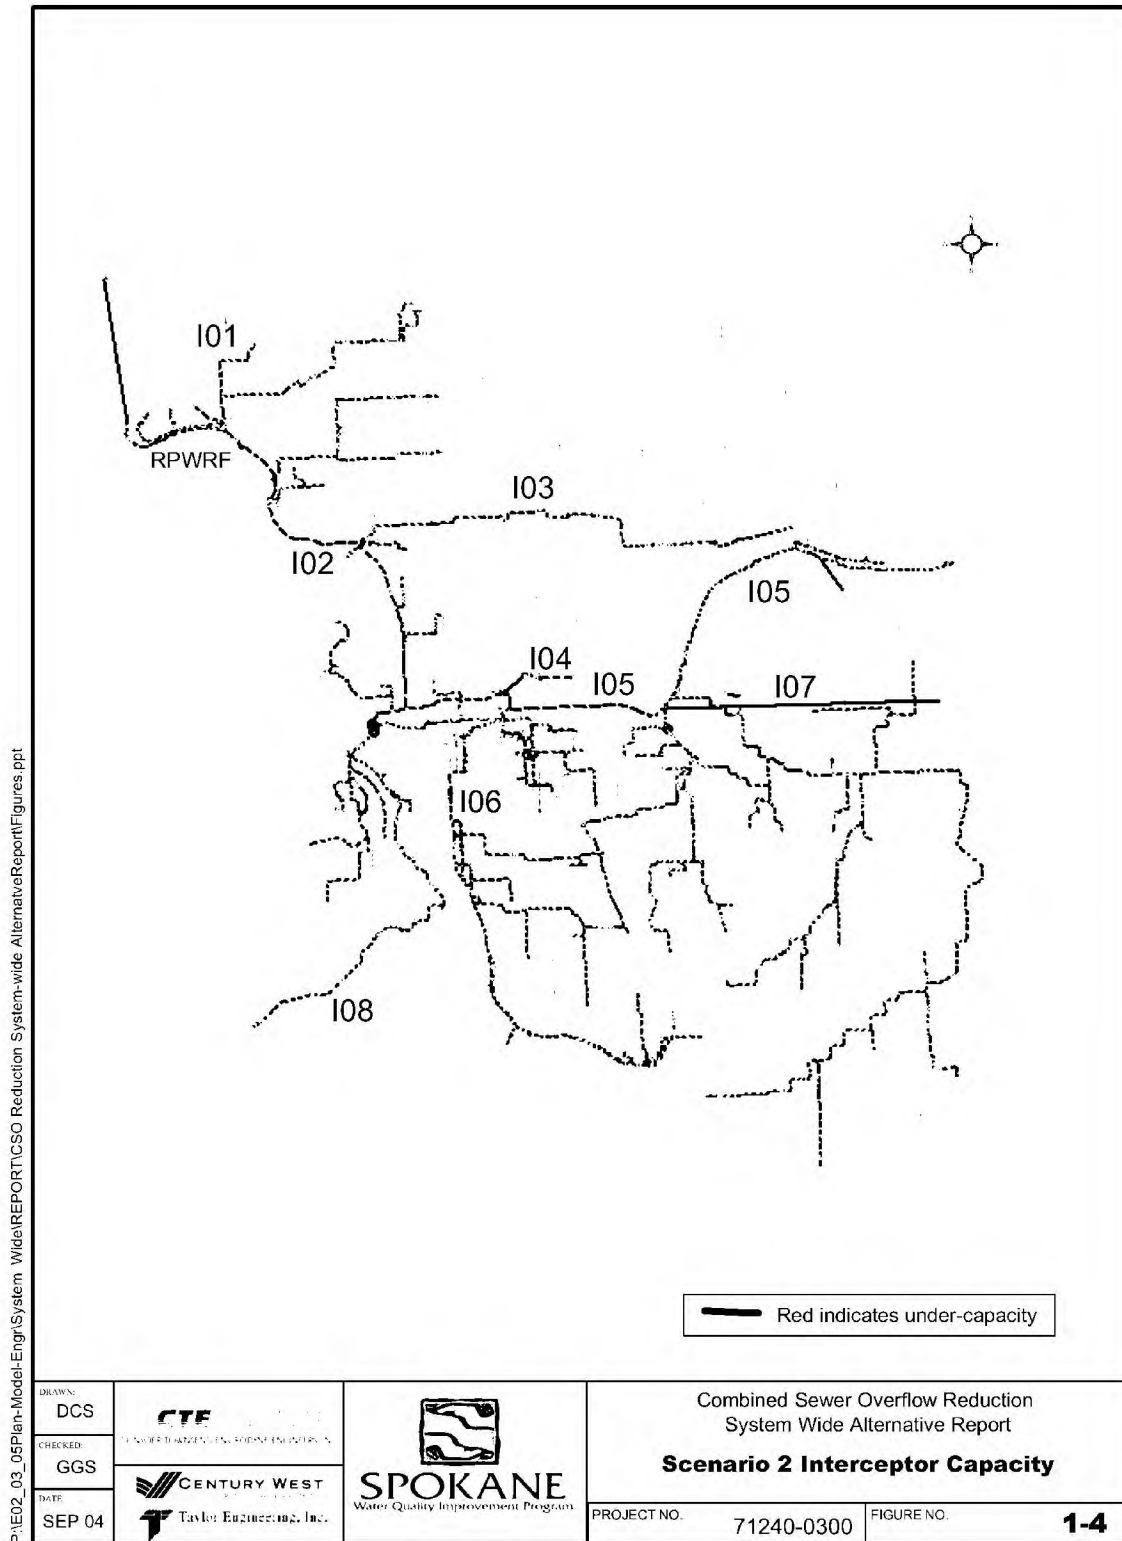 I01
RPWRF
I03
I02
I05
I04
I05
I07
I06
I08
Red indicates under-capacity
P:\E02_03_05Plan-Model-Engr\System Wide\REPORT\CSO Reduction System-wide AlternatveReport\Figures.ppt
DRAWN:
DCS
CHECKED:
GGS
DATE
SEP 04
CTE
CENTURY WEST
Taylor Engineering, Inc.
SPOKANE
Water Quality Improvement Program
Combined Sewer Overflow Reduction
System Wide Alternative Report
Scenario 2 Interceptor Capacity
PROJECT NO.
71240-0300
FIGURE NO.
1-4